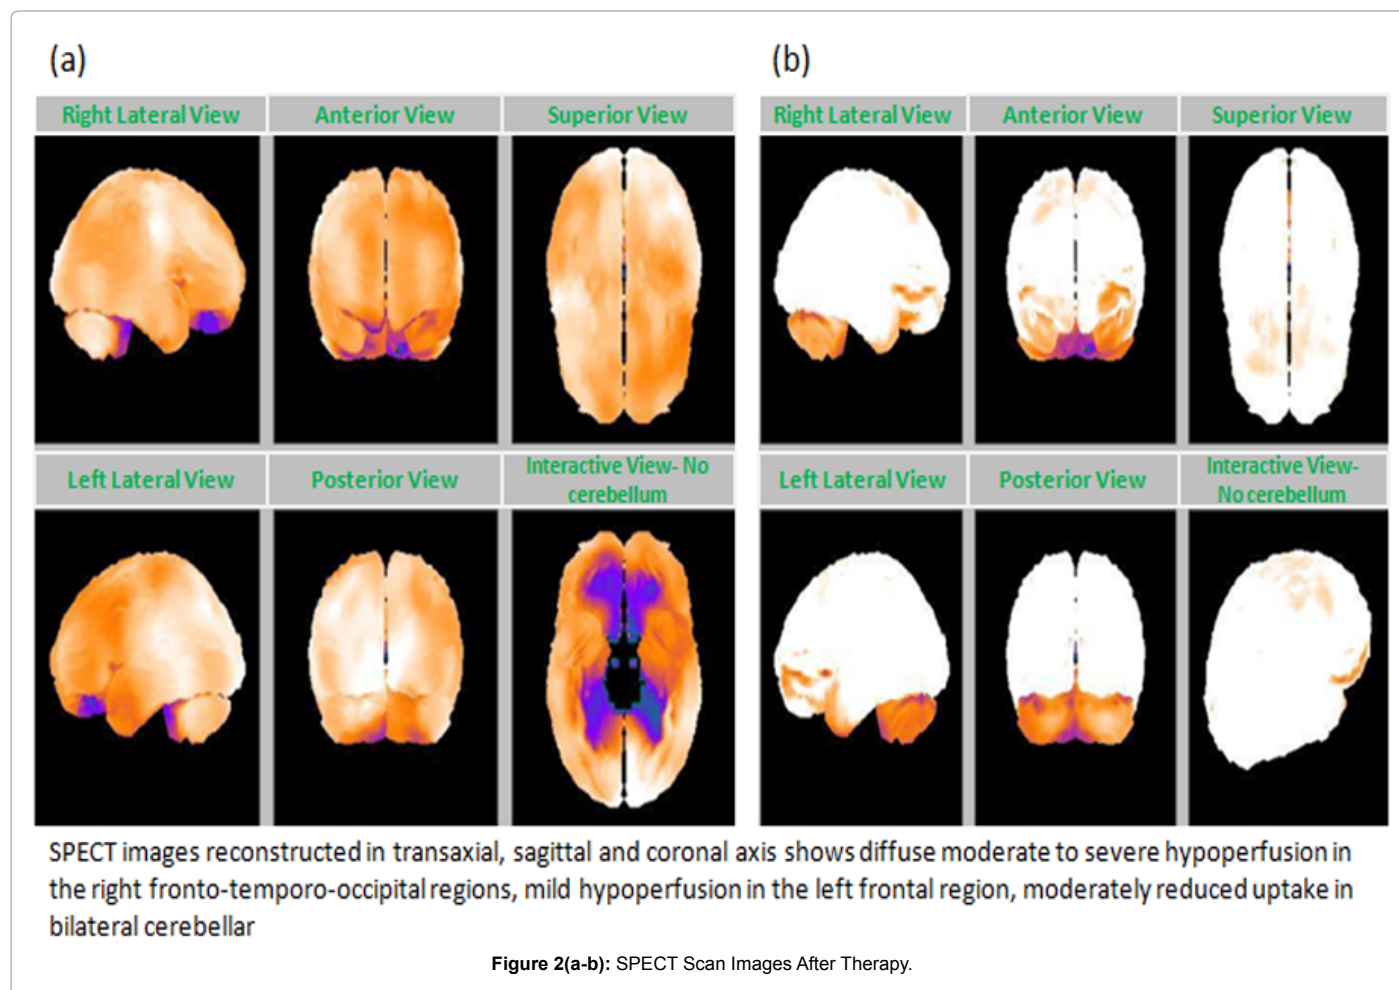 (a)
Right Lateral View
Anterior View
Superior View
Left Lateral View
Posterior View
Interactive View- No
cerebellum
(b)
Right Lateral View
Anterior View
Superior View
Left Lateral View
Posterior View
Interactive View-
No cerebellum
SPECT images reconstructed in transaxial, sagittal and coronal axis shows diffuse moderate to severe hypoperfusion in
the right fronto-temporo-occipital regions, mild hypoperfusion in the left frontal region, moderately reduced uptake in
bilateral cerebellar
Figure 2(a-b): SPECT Scan Images After Therapy.